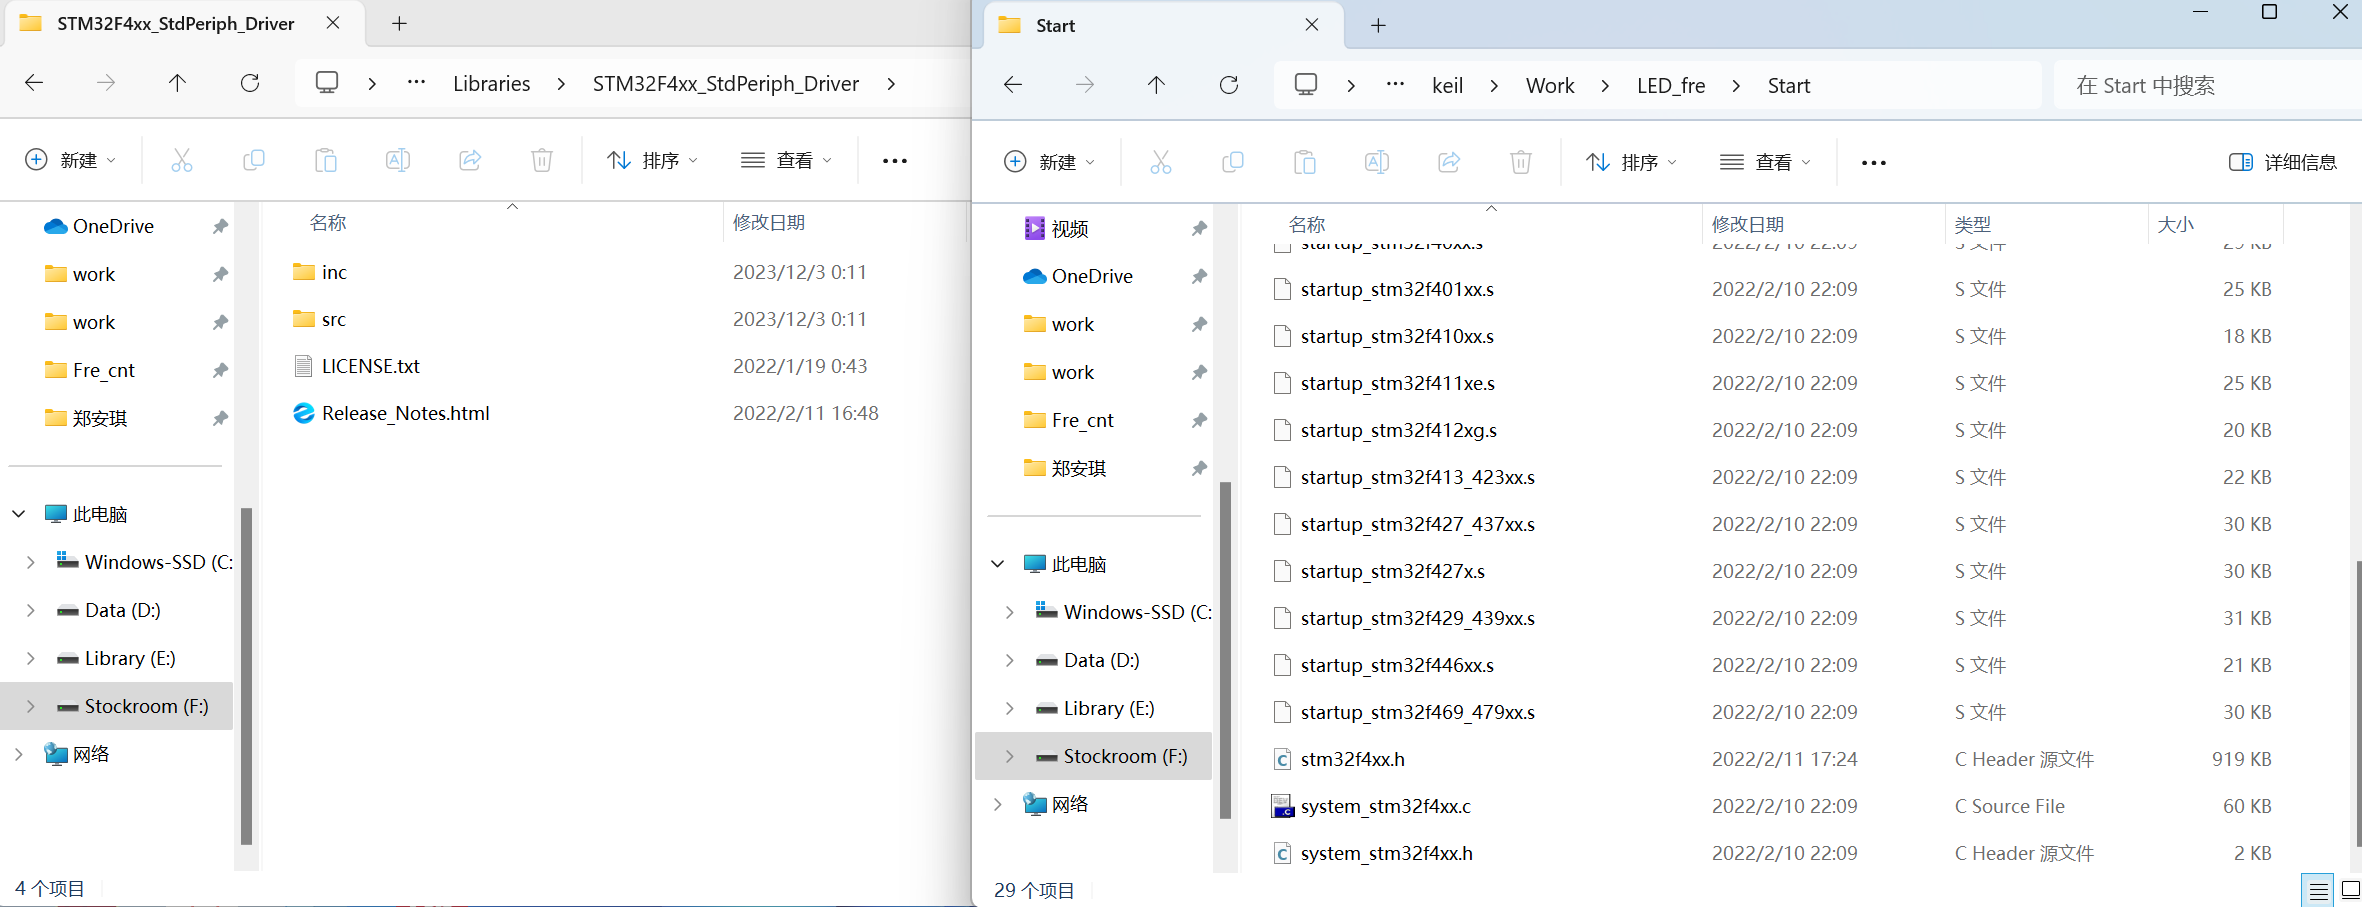 STM32F4xx_StdPeriph_Driver
Libraries STM32F4xx_StdPeriph_Driver
新建 排序 查看
OneDrive
work
work
Fre_cnt
郑安琪
此电脑
Windows-SSD (C:
Data (D:)
Library (E:)
Stockroom (F:)
网络
名称 修改日期
inc 2023/12/3 0:11
src 2023/12/3 0:11
LICENSE.txt 2022/1/19 0:43
Release_Notes.html 2022/2/11 16:48
4 个项目
Start
keil Work LED_fre Start
在 Start 中搜索
新建 排序 查看 详细信息
视频
OneDrive
work
work
Fre_cnt
郑安琪
此电脑
Windows-SSD (C:
Data (D:)
Library (E:)
Stockroom (F:)
网络
名称 修改日期 类型 大小
startup_stm32f40xx.s 2022/2/10 22:09 S 文件 29 KB
startup_stm32f401xx.s 2022/2/10 22:09 S 文件 25 KB
startup_stm32f410xx.s 2022/2/10 22:09 S 文件 18 KB
startup_stm32f411xe.s 2022/2/10 22:09 S 文件 25 KB
startup_stm32f412xg.s 2022/2/10 22:09 S 文件 20 KB
startup_stm32f413_423xx.s 2022/2/10 22:09 S 文件 22 KB
startup_stm32f427_437xx.s 2022/2/10 22:09 S 文件 30 KB
startup_stm32f427x.s 2022/2/10 22:09 S 文件 30 KB
startup_stm32f429_439xx.s 2022/2/10 22:09 S 文件 31 KB
startup_stm32f446xx.s 2022/2/10 22:09 S 文件 21 KB
startup_stm32f469_479xx.s 2022/2/10 22:09 S 文件 30 KB
stm32f4xx.h 2022/2/11 17:24 C Header 源文件 919 KB
system_stm32f4xx.c 2022/2/10 22:09 C Source File 60 KB
system_stm32f4xx.h 2022/2/10 22:09 C Header 源文件 2 KB
29 个项目